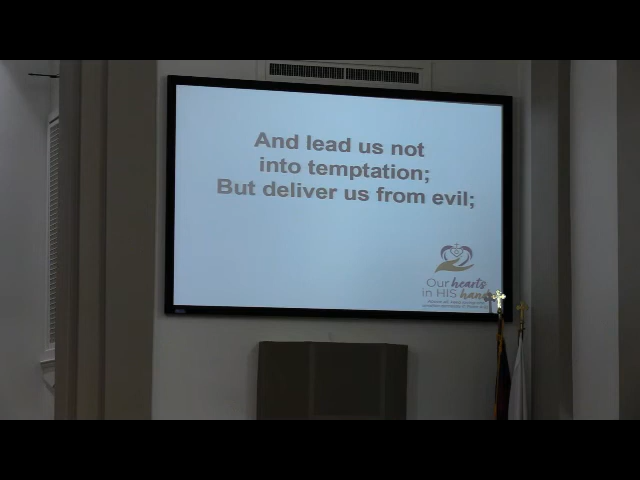 And lead us not
into temptation;
But deliver us from evil;
Our hearts
in HIS hands